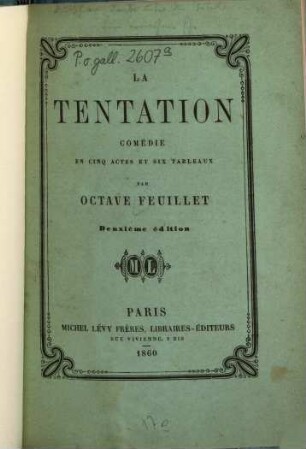 P.o.gall. 2607g
LA
TENTATION
COMÉDIE
EN CINQ ACTES ET SIX TABLEAUX
PAR
OCTAVE FEUILLET
Deuxième édition
ML
PARIS
MICHEL LÉVY FRÈRES, LIBRAIRES-ÉDITEURS
RUE VIVIENNE, 2 BIS
1860